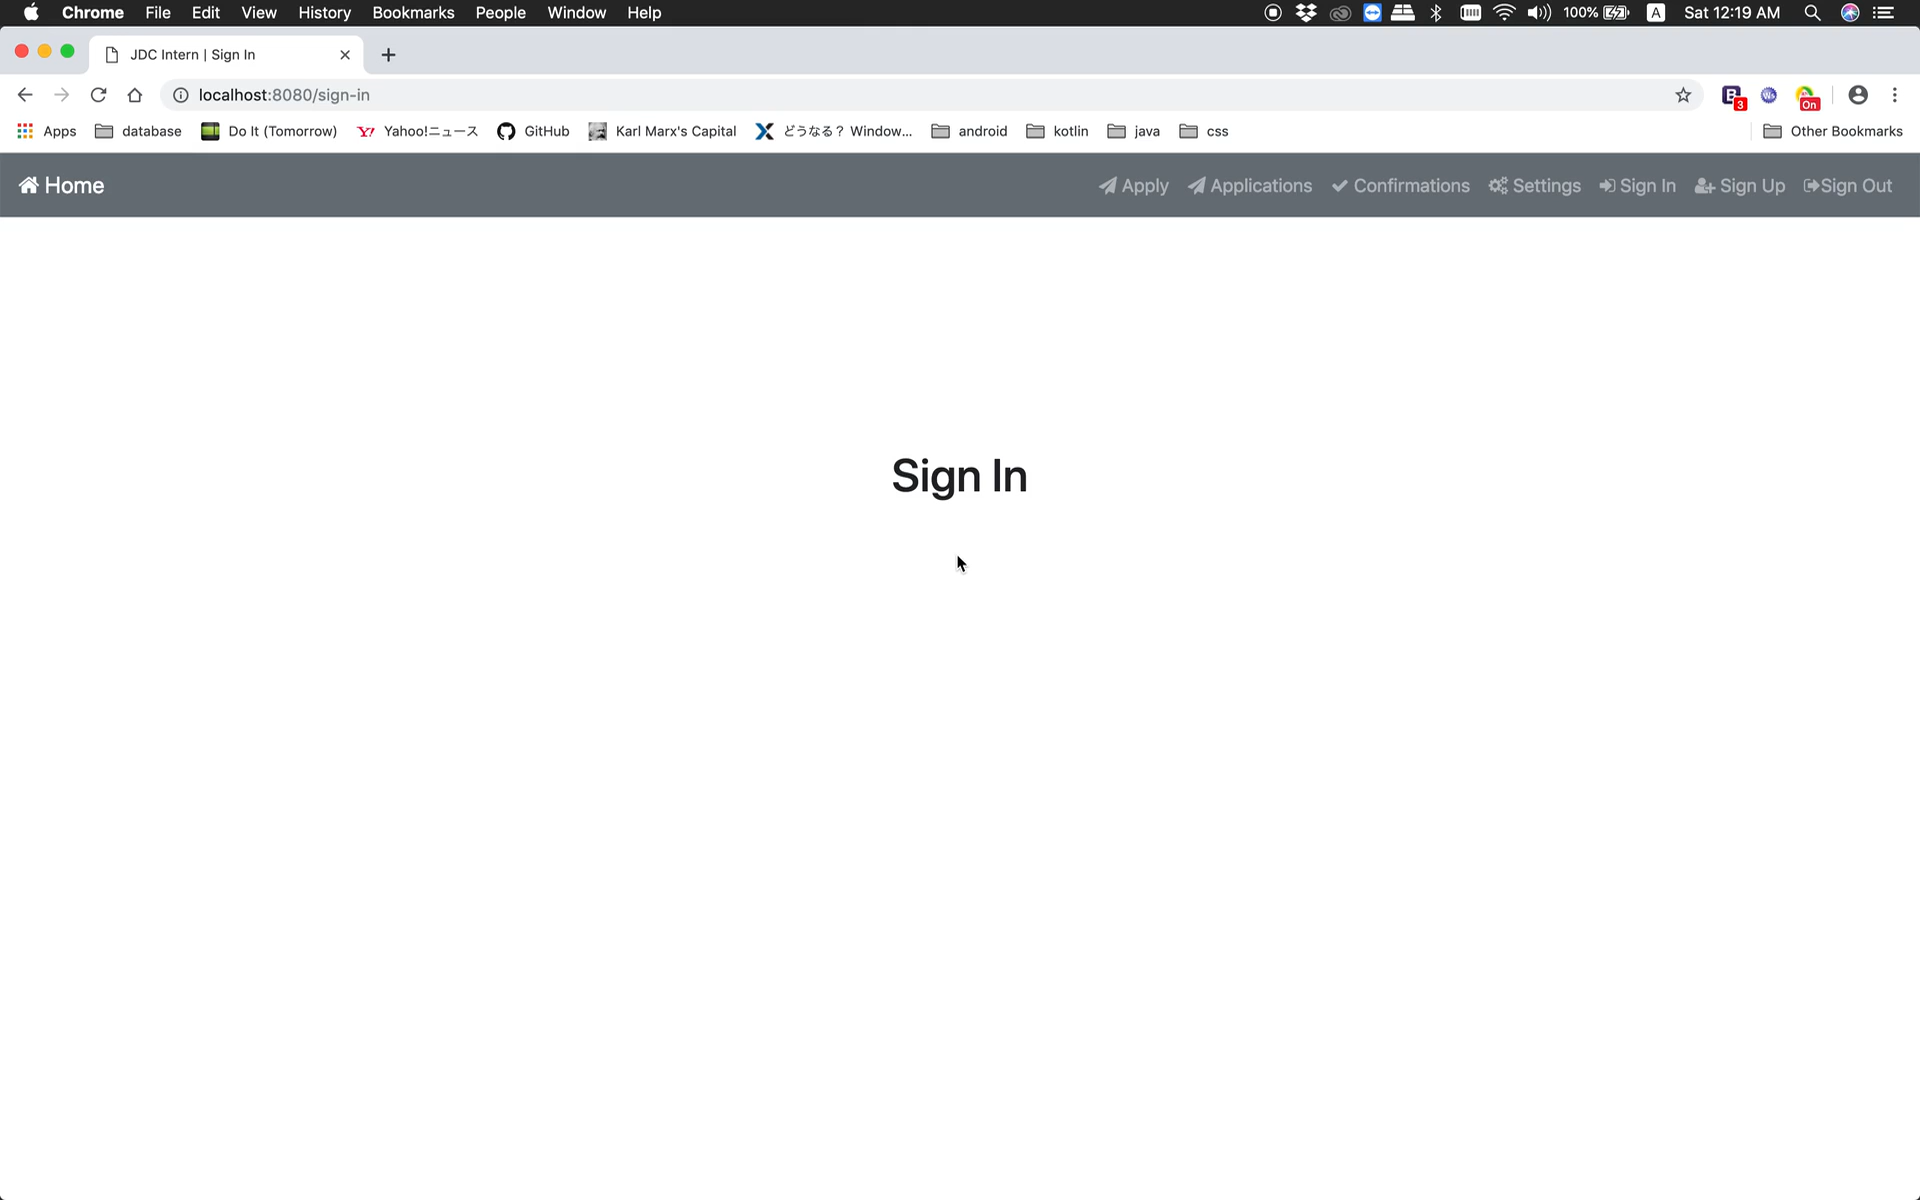 Chrome File Edit View History Bookmarks People Window Help 100% A Sat 12:19 AM
JDC Intern | Sign In
localhost:8080/sign-in
3
On
Apps database Do It (Tomorrow) Yahoo!ニュース GitHub Karl Marx's Capital どうなる? Window... android kotlin java css Other Bookmarks
Home Apply Applications Confirmations Settings Sign In Sign Up Sign Out
Sign In